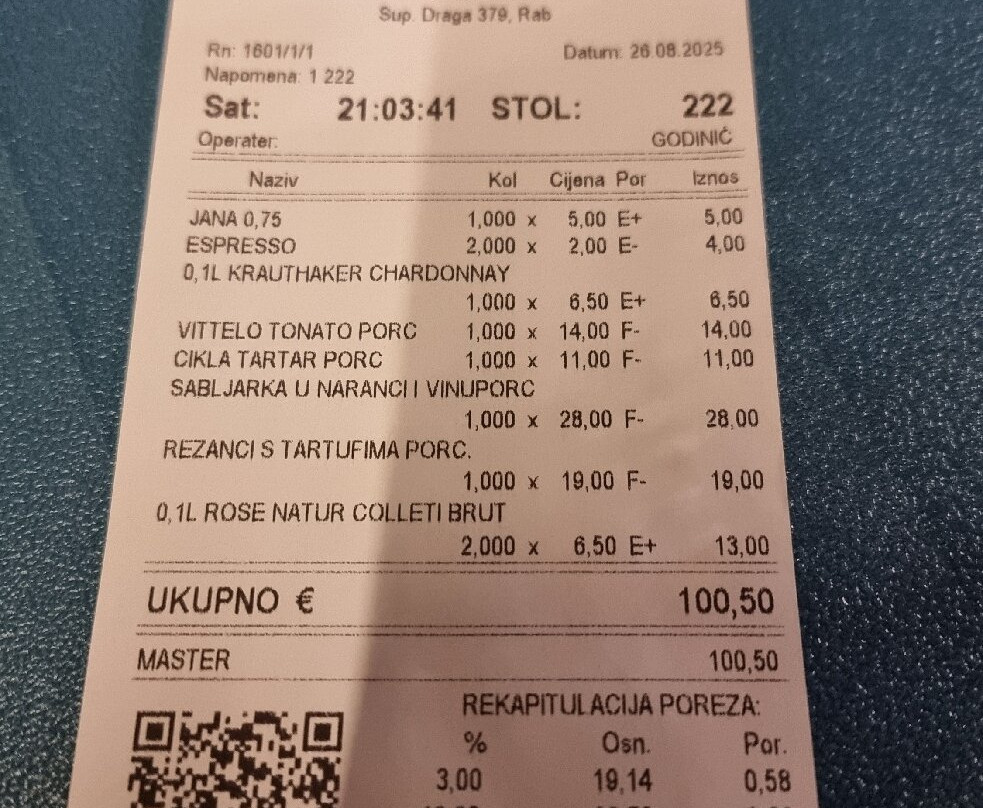 Sup. Draga 379, Rab
Rn: 1601/1/1 Datum: 26.08.2025
Napomena: 1 222
Sat: 21:03:41 STOL: 222
Operater: GODINIĆ
Naziv Kol Cijena Por Iznos
JANA 0,75 1,000 x 5,00 E+ 5,00
ESPRESSO 2,000 x 2,00 E- 4,00
0,1L KRAUTHAKER CHARDONNAY
1,000 x 6,50 E+ 6,50
VITTELO TONATO PORC 1,000 x 14,00 F- 14,00
CIKLA TARTAR PORC 1,000 x 11,00 F- 11,00
SABLJARKA U NARANCI I VINUPORC
1,000 x 28,00 F- 28,00
REZANCI S TARTUFIMA PORC.
1,000 x 19,00 F- 19,00
0,1L ROSE NATUR COLLETI BRUT
2,000 x 6,50 E+ 13,00
UKUPNO € 100,50
MASTER 100,50
REKAPITULACIJA POREZA:
% Osn. Por.
3,00 19,14 0,58